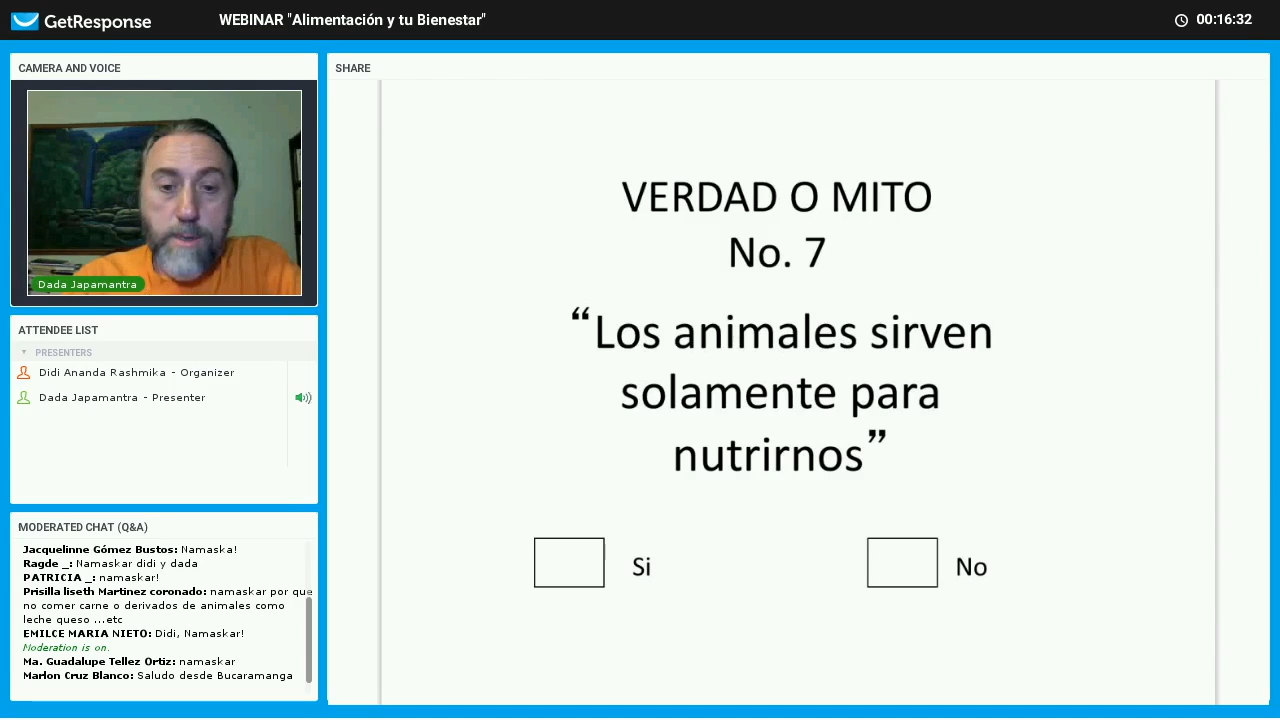 GetResponse
WEBINAR "Alimentación y tu Bienestar"
00:16:32
CAMERA AND VOICE
Dada Japamantra
ATTENDEE LIST
PRESENTERS
Didi Ananda Rashmika - Organizer
Dada Japamantra - Presenter
MODERATED CHAT (Q&A)
Jacquelinne Gómez Bustos: Namaska!
Ragde _: Namaskar didi y dada
PATRICIA _: namaskar!
Prisilla liseth Martinez coronado: namaskar por que
no comer carne o derivados de animales como
leche queso ...etc
EMILCE MARIA NIETO: Didi, Namaskar!
Moderation is on.
Ma. Guadalupe Tellez Ortiz: namaskar
Marlon Cruz Blanco: Saludo desde Bucaramanga
SHARE
VERDAD O MITO
No. 7
“Los animales sirven
solamente para
nutrirnos”
Si
No